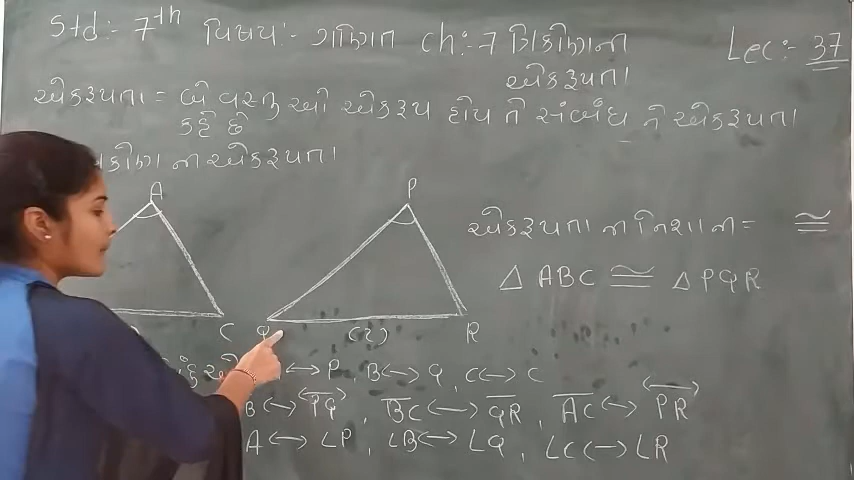 Std:- 7th વિષય:- ગણિત ch:-7 ત્રિકોણની એકરૂપતા Lec:- 37
એકરૂપતા = બે વસ્તુઓ એકરૂપ હોય તે સંબંધ ને એકરૂપતા
કહે છે
ની એકરૂપતા
A
P
એકરૂપતા ની નિશાની = ≅
△ ABC ≅ △ PQR
C Q (૨) R
↔ P, B ↔ Q, C ↔ C
B ↔ PQ, BC ↔ QR, AC ↔ PR
A ↔ ∠P, ∠B ↔ ∠Q, ∠C ↔ ∠R